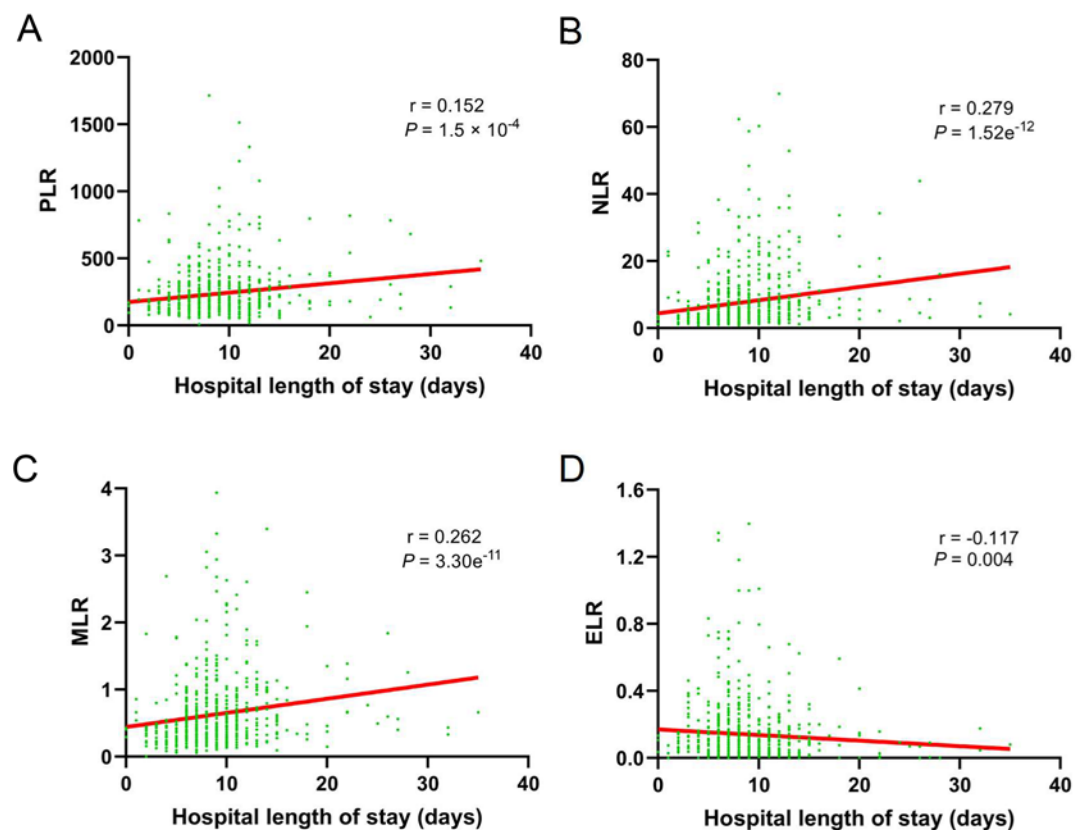 A
PLR
2000
1500
1000
500
0
r = 0.152
P = 1.5 × 10⁻⁴
0 10 20 30 40
Hospital length of stay (days)
B
NLR
80
60
40
20
0
r = 0.279
P = 1.52e⁻¹²
0 10 20 30 40
Hospital length of stay (days)
C
MLR
4
3
2
1
0
r = 0.262
P = 3.30e⁻¹¹
0 10 20 30 40
Hospital length of stay (days)
D
ELR
1.6
1.2
0.8
0.4
0.0
r = -0.117
P = 0.004
0 10 20 30 40
Hospital length of stay (days)